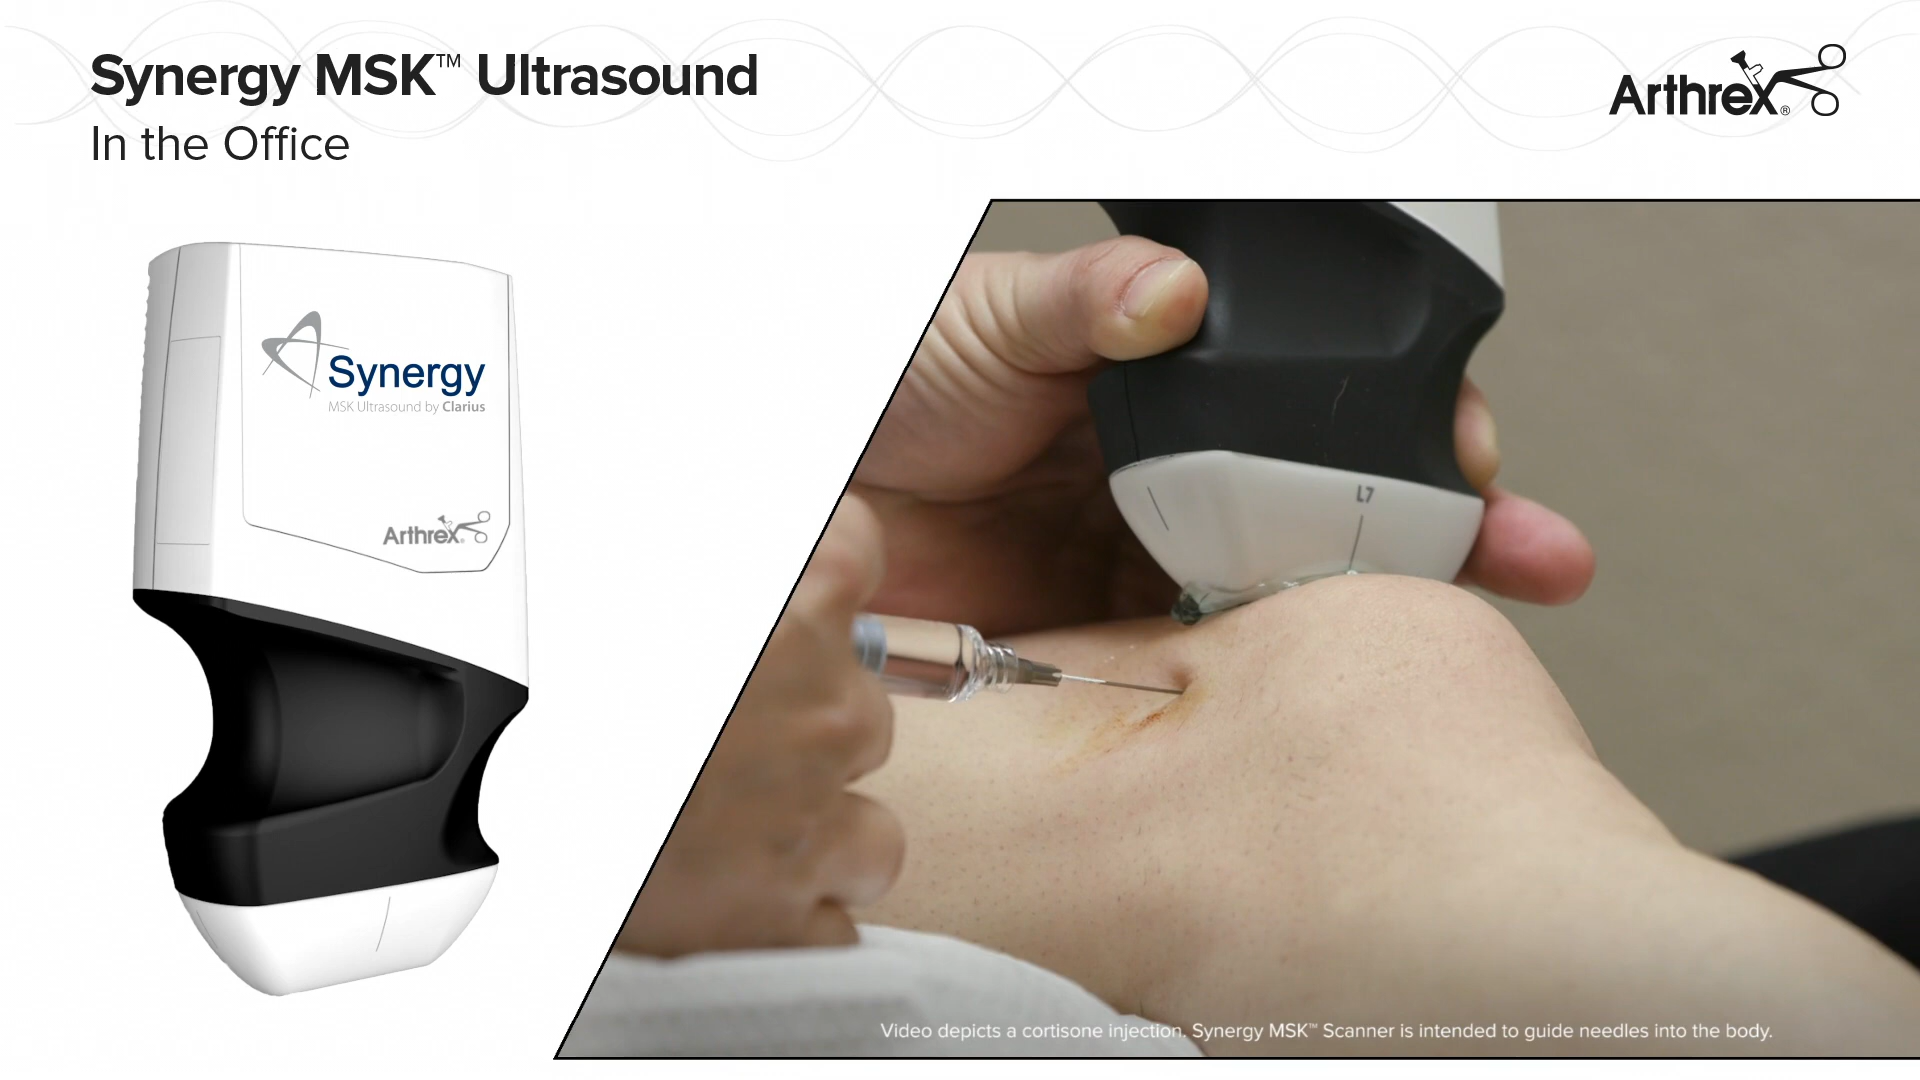 Synergy MSK™ Ultrasound
In the Office
Arthrex®
Synergy
MSK Ultrasound by Clarius
Arthrex®
L7
Video depicts a cortisone injection. Synergy MSK™ Scanner is intended to guide needles into the body.